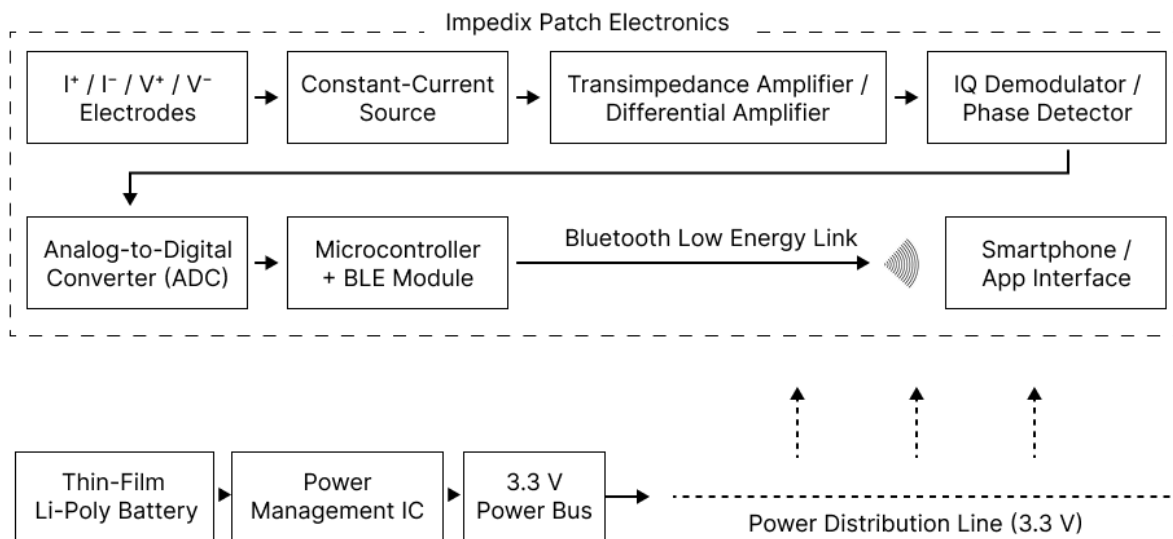 Impedix Patch Electronics
I⁺ / I⁻ / V⁺ / V⁻
Electrodes
Constant-Current
Source
Transimpedance Amplifier /
Differential Amplifier
IQ Demodulator /
Phase Detector
Analog-to-Digital
Converter (ADC)
Microcontroller
+ BLE Module
Bluetooth Low Energy Link
Smartphone /
App Interface
Thin-Film
Li-Poly Battery
Power
Management IC
3.3 V
Power Bus
Power Distribution Line (3.3 V)